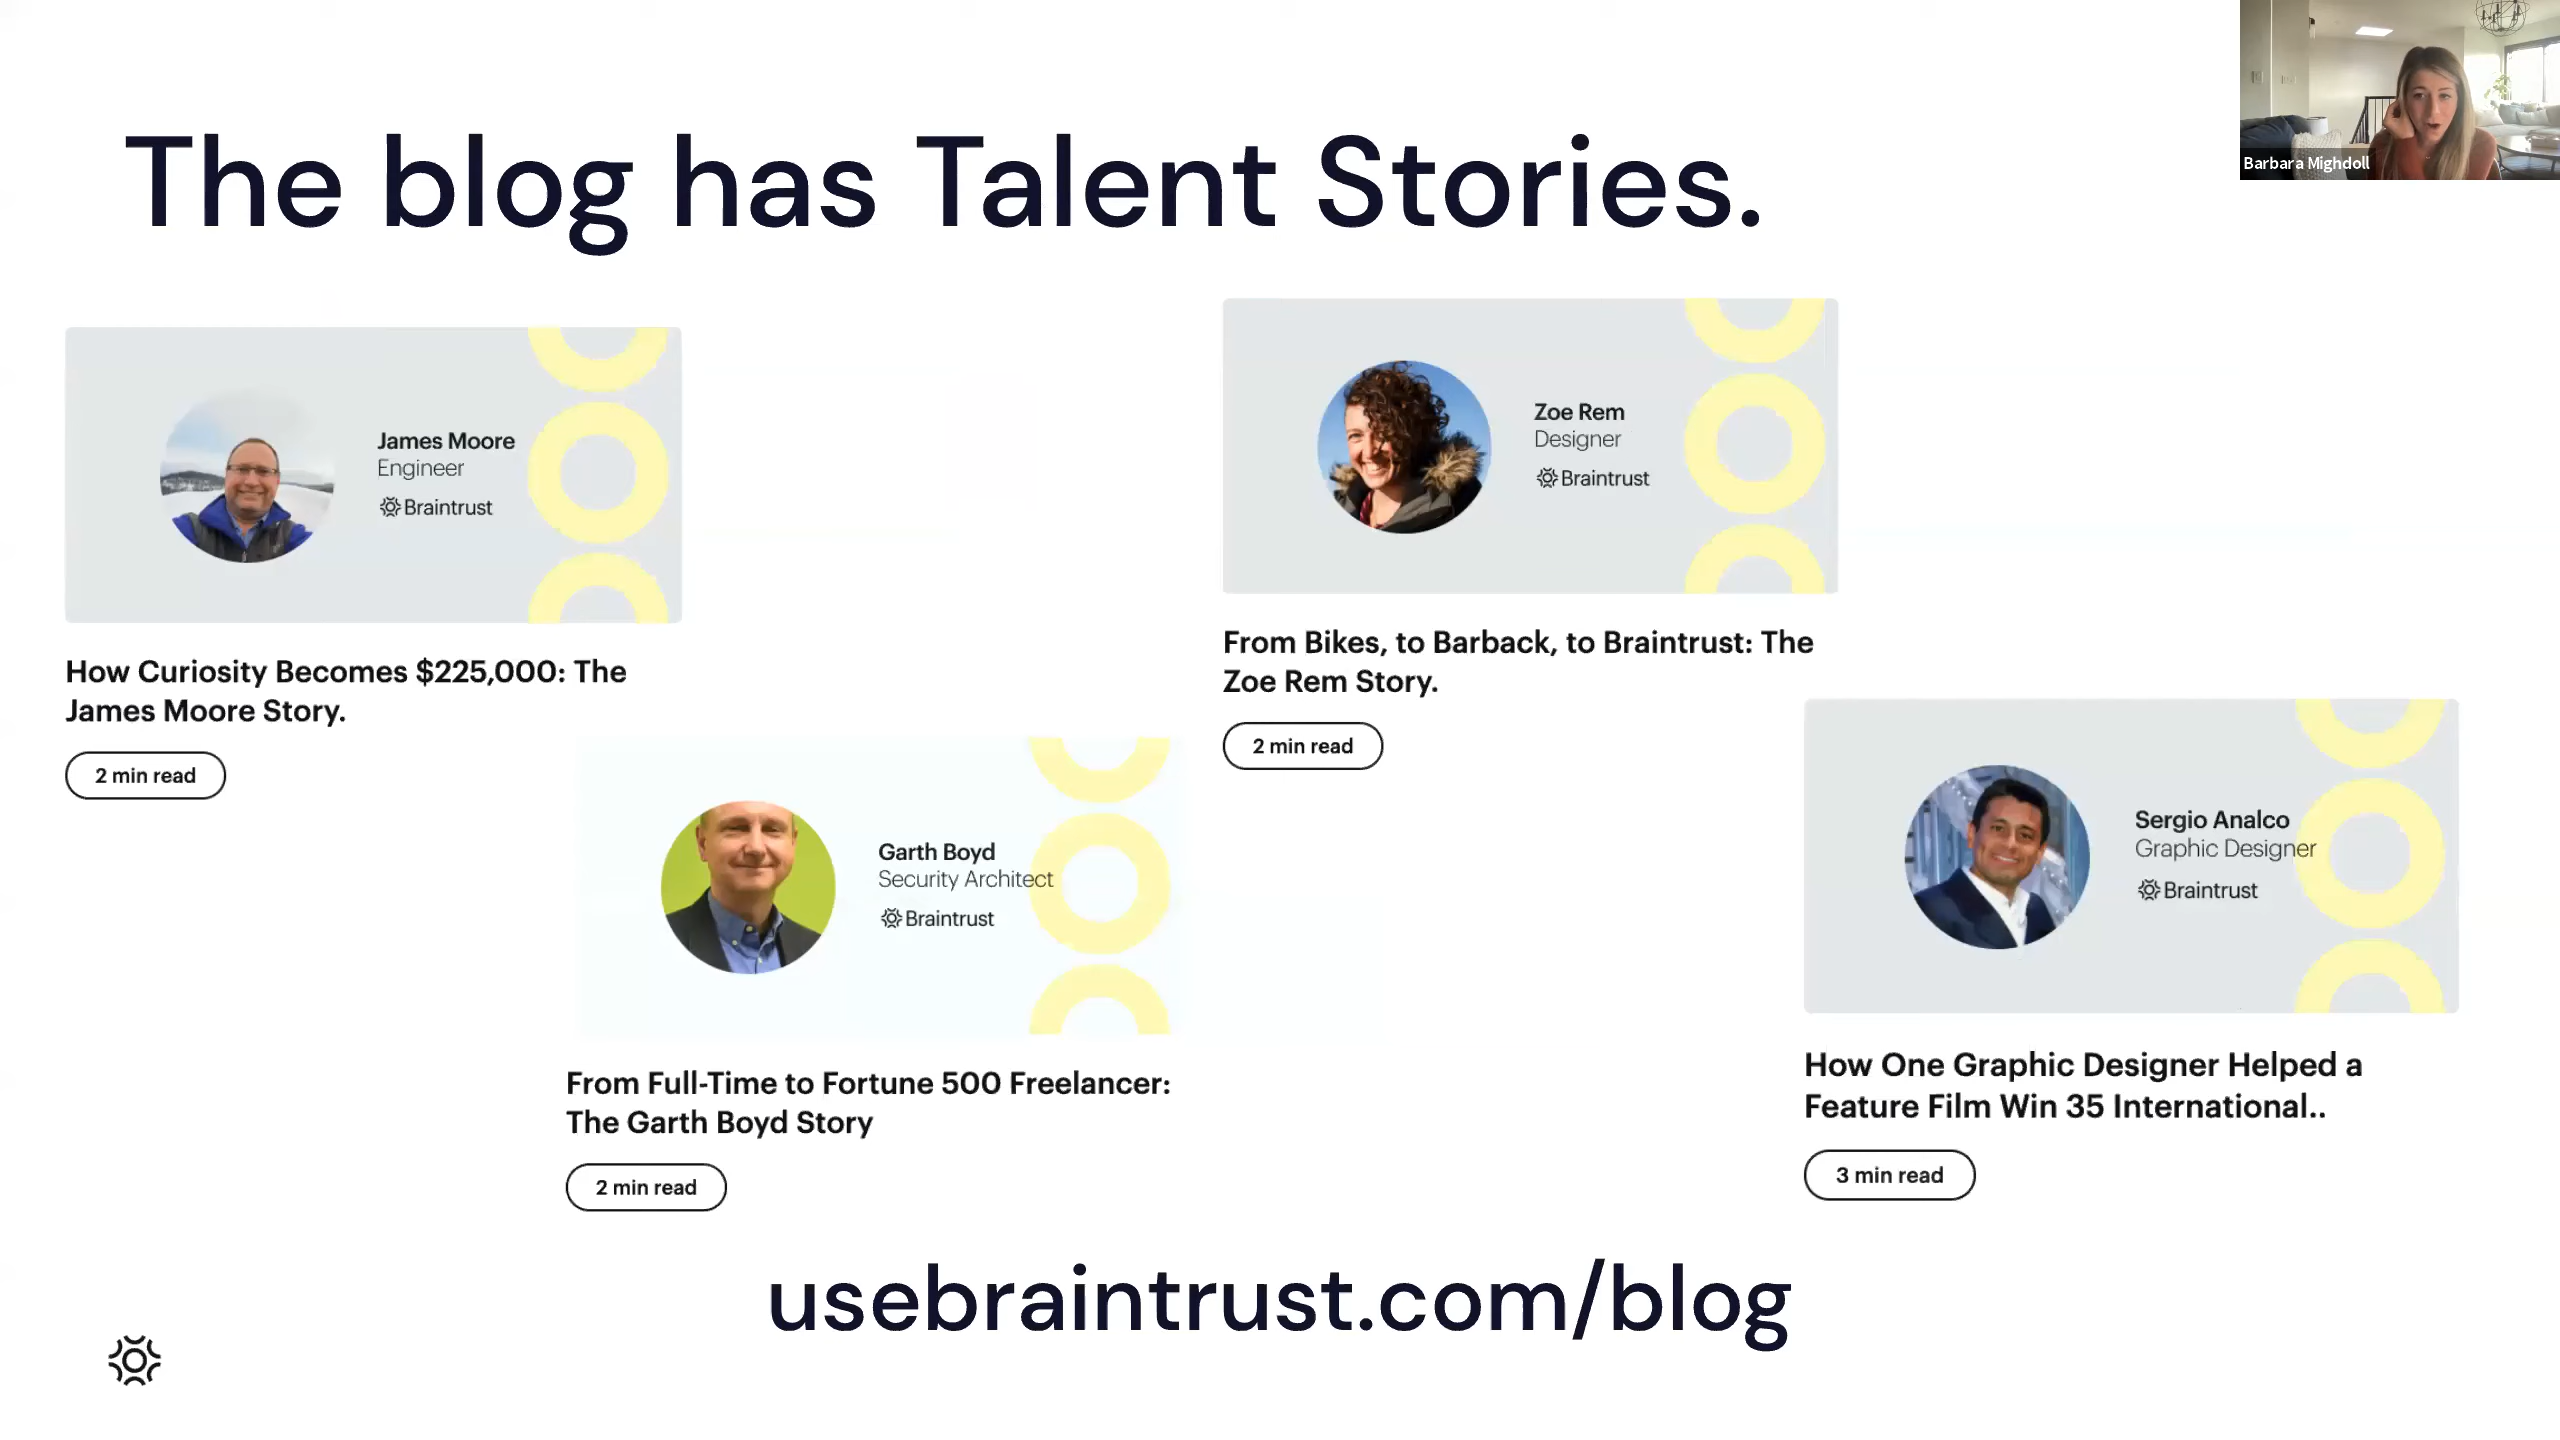 The blog has Talent Stories.
Barbara Mighdoll
James Moore
Engineer
Braintrust
How Curiosity Becomes $225,000: The
James Moore Story.
2 min read
Zoe Rem
Designer
Braintrust
From Bikes, to Barback, to Braintrust: The
Zoe Rem Story.
2 min read
Garth Boyd
Security Architect
Braintrust
From Full-Time to Fortune 500 Freelancer:
The Garth Boyd Story
2 min read
Sergio Analco
Graphic Designer
Braintrust
How One Graphic Designer Helped a
Feature Film Win 35 International..
3 min read
usebraintrust.com/blog